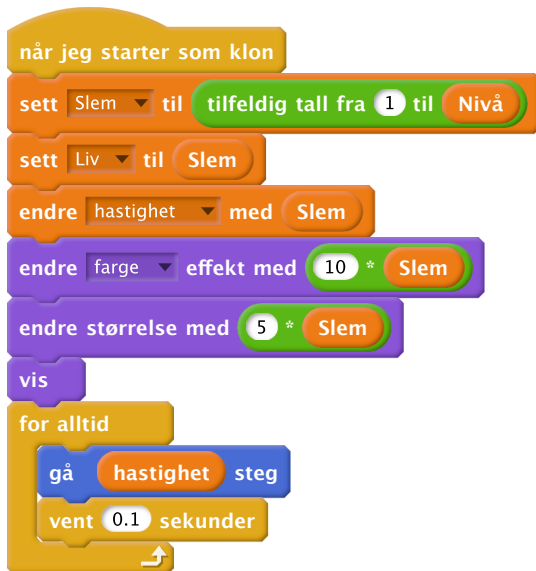 når jeg starter som klon
sett Slem til tilfeldig tall fra 1 til Nivå
sett Liv til Slem
endre hastighet med Slem
endre farge effekt med 10 * Slem
endre størrelse med 5 * Slem
vis
for alltid
gå hastighet steg
vent 0.1 sekunder